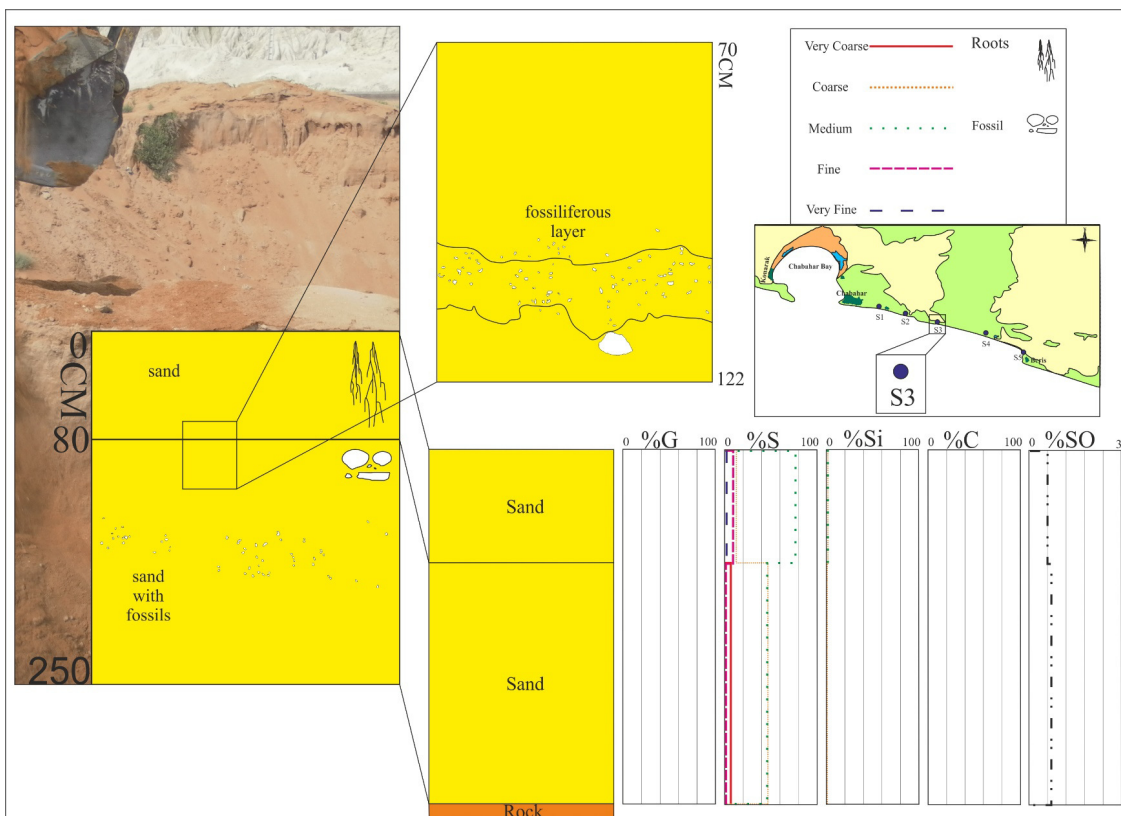 70
CM
fossiliferous
layer
122
Very Coarse
Roots
Coarse
Medium
Fossil
Fine
Very Fine
Konarak
Chabahar Bay
Chabahar
S1
S2
S3
S4
S5
Beris
S3
0
CM
sand
80
sand
with
fossils
250
Sand
Sand
Rock
0 %G 100
0 %S 100
0 %Si 100
0 %C 100
0 %SO 3